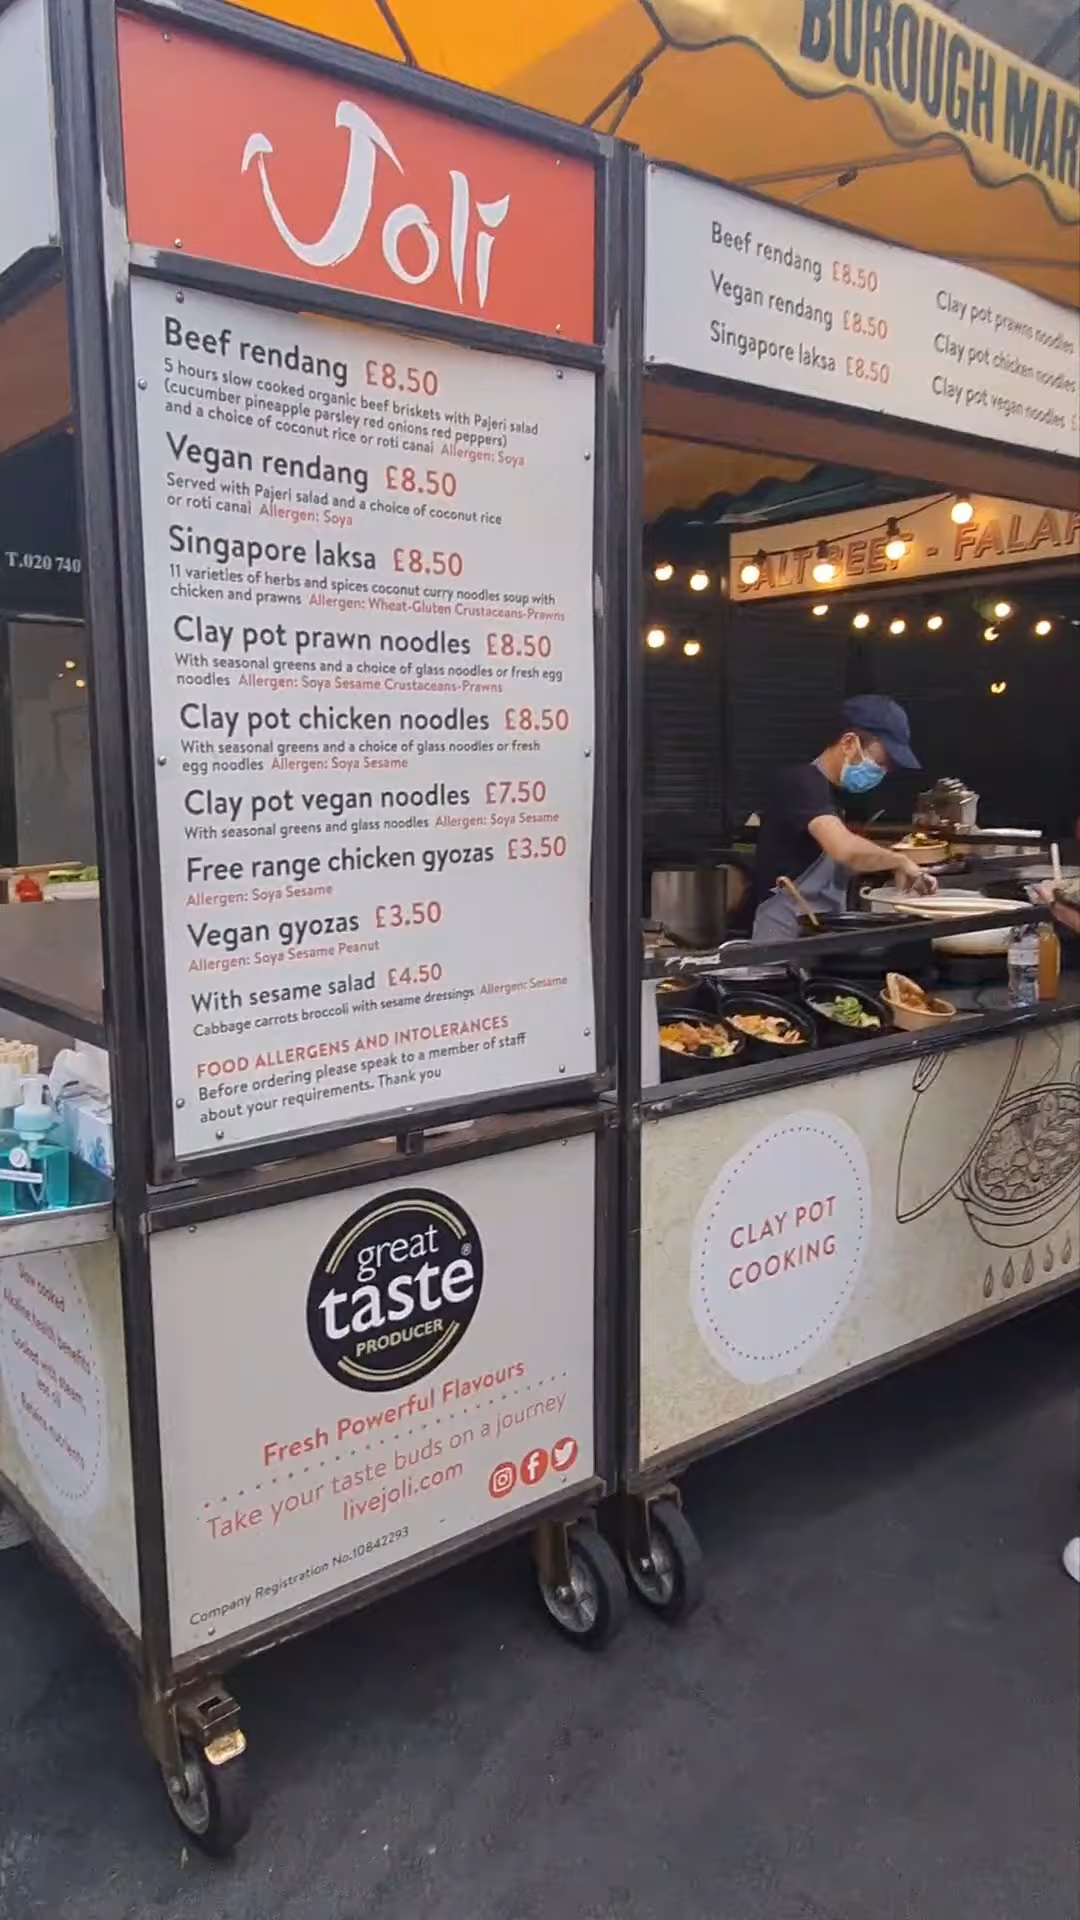 BOROUGH MAR
Joli
Beef rendang £8.50
5 hours slow cooked organic beef briskets with Pajeri salad
(cucumber pineapple parsley red onions red peppers)
and a choice of coconut rice or roti canai Allergen: Soya
Vegan rendang £8.50
Served with Pajeri salad and a choice of coconut rice
or roti canai Allergen: Soya
Singapore laksa £8.50
11 varieties of herbs and spices coconut curry noodles soup with
chicken and prawns Allergen: Wheat-Gluten Crustaceans-Prawns
Clay pot prawn noodles £8.50
With seasonal greens and a choice of glass noodles or fresh egg
noodles Allergen: Soya Sesame Crustaceans-Prawns
Clay pot chicken noodles £8.50
With seasonal greens and a choice of glass noodles or fresh
egg noodles Allergen: Soya Sesame
Clay pot vegan noodles £7.50
With seasonal greens and glass noodles Allergen: Soya Sesame
Free range chicken gyozas £3.50
Allergen: Soya Sesame
Vegan gyozas £3.50
Allergen: Soya Sesame Peanut
With sesame salad £4.50
Cabbage carrots broccoli with sesame dressings Allergen: Sesame
FOOD ALLERGENS AND INTOLERANCES
Before ordering please speak to a member of staff
about your requirements. Thank you
great
taste®
PRODUCER
Fresh Powerful Flavours
Take your taste buds on a journey
livejoli.com
Company Registration No.10842293
Beef rendang £8.50
Vegan rendang £8.50
Singapore laksa £8.50
Clay pot prawns noodles
Clay pot chicken noodles
Clay pot vegan noodles £
SALT BEEF - FALAF
CLAY POT
COOKING
T.020 740
Slow cooked
Alkaline health benefits
Cooked with steam,
less oil
Retains nutrients